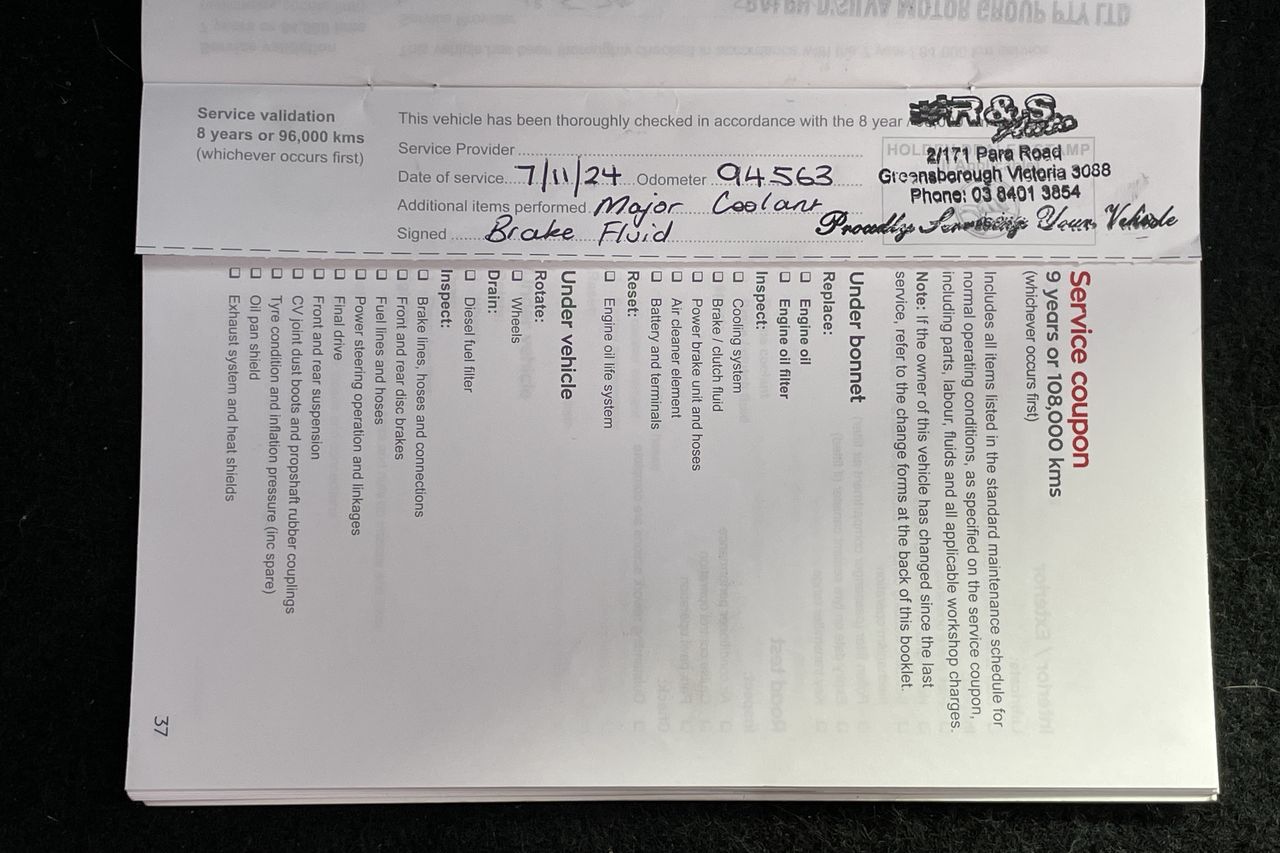 RALPH D'SILVA MOTOR GROUP PTY LTD
Service validation
8 years or 96,000 kms
(whichever occurs first)
This vehicle has been thoroughly checked in accordance with the 8 year /
Service Provider
Date of service 7/11/24 Odometer 94563
Additional items performed Major Coolant
Signed Brake Fluid
R&S
2/171 Para Road
Greensborough Victoria 3088
Phone: 03 8401 3854
Proudly Servicing Your Vehicle
Service coupon
9 years or 108,000 kms
(whichever occurs first)
Includes all items listed in the standard maintenance schedule for
normal operating conditions, as specified on the service coupon,
including parts, labour, fluids and all applicable workshop charges.
Note: If the owner of this vehicle has changed since the last
service, refer to the change forms at the back of this booklet.
Under bonnet
Replace:
Engine oil
Engine oil filter
Inspect:
Cooling system
Brake / clutch fluid
Power brake unit and hoses
Air cleaner element
Battery and terminals
Reset:
Engine oil life system
Under vehicle
Rotate:
Wheels
Drain:
Diesel fuel filter
Inspect:
Brake lines, hoses and connections
Front and rear disc brakes
Fuel lines and hoses
Power steering operation and linkages
Final drive
Front and rear suspension
CV joint dust boots and propshaft rubber couplings
Tyre condition and inflation pressure (inc spare)
Oil pan shield
Exhaust system and heat shields
37